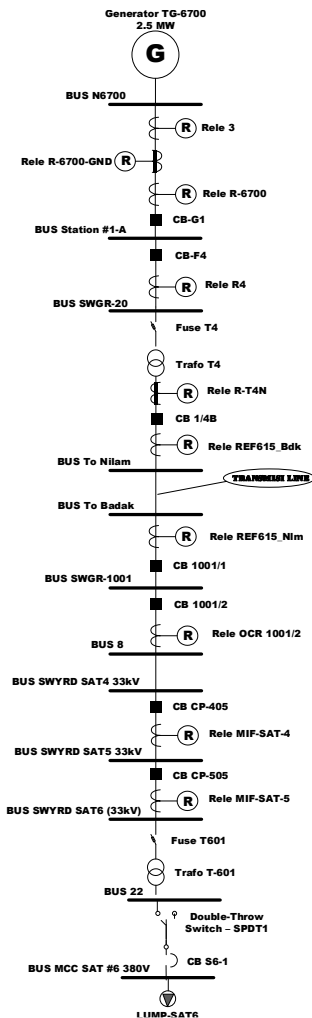 Generator TG-6700
2.5 MW
G
BUS N6700
R Rele 3
Rele R-6700-GND R
R Rele R-6700
CB-G1
BUS Station #1-A
CB-F4
R Rele R4
BUS SWGR-20
Fuse T4
Trafo T4
R Rele R-T4N
CB 1/4B
R Rele REF615_Bdk
BUS To Nilam
TRANSMISI LINE
BUS To Badak
R Rele REF615_Nlm
CB 1001/1
BUS SWGR-1001
CB 1001/2
R Rele OCR 1001/2
BUS 8
BUS SWYRD SAT4 33kV
CB CP-405
R Rele MIF-SAT-4
BUS SWYRD SAT5 33kV
CB CP-505
R Rele MIF-SAT-5
BUS SWYRD SAT6 (33kV)
Fuse T601
Trafo T-601
BUS 22
Double-Throw
Switch – SPDT1
CB S6-1
BUS MCC SAT #6 380V
LUMP-SAT6